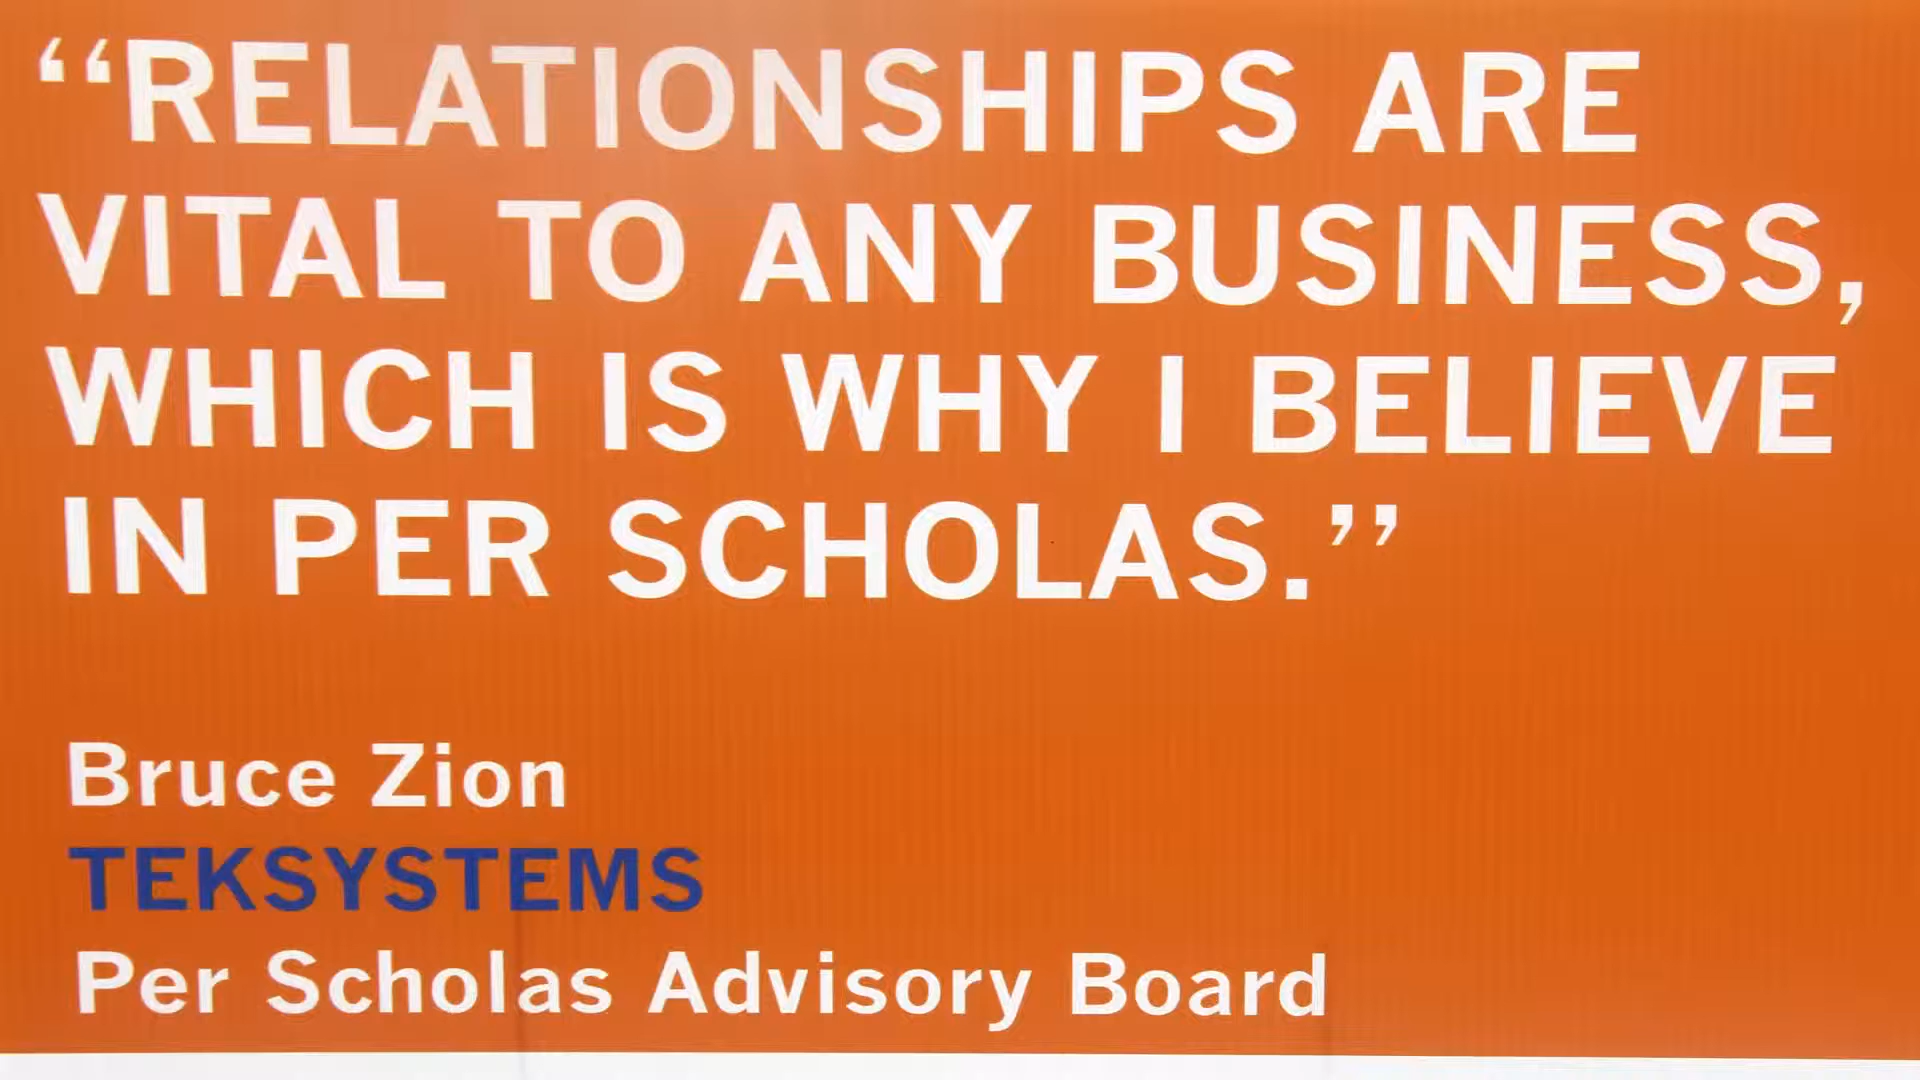 “RELATIONSHIPS ARE
VITAL TO ANY BUSINESS,
WHICH IS WHY I BELIEVE
IN PER SCHOLAS.”
Bruce Zion
TEKSYSTEMS
Per Scholas Advisory Board